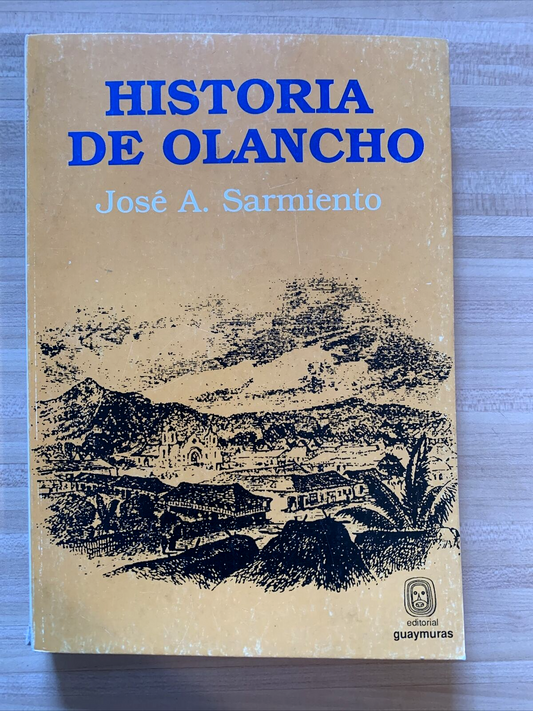 HISTORIA
DE OLANCHO
José A. Sarmiento
editorial
guaymuras